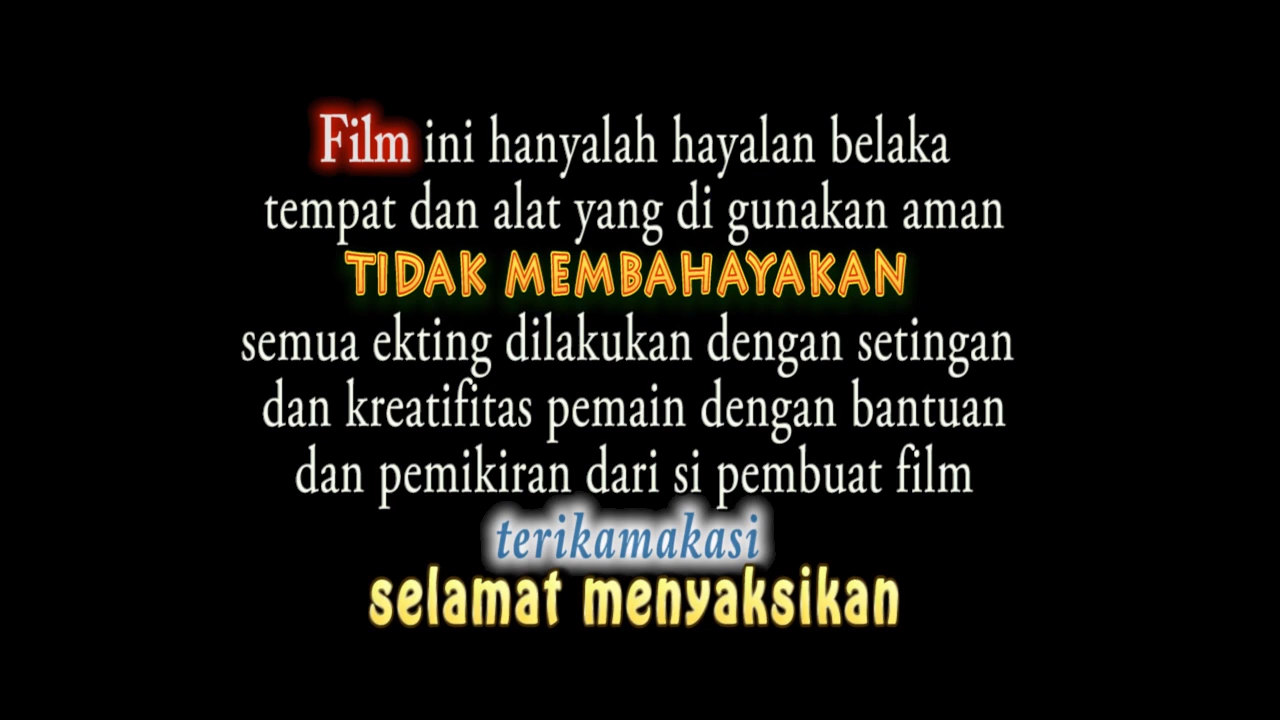 Film ini hanyalah hayalan belaka
tempat dan alat yang di gunakan aman
TIDAK MEMBAHAYAKAN
semua ekting dilakukan dengan setingan
dan kreatifitas pemain dengan bantuan
dan pemikiran dari si pembuat film
terikamakasi
selamat menyaksikan